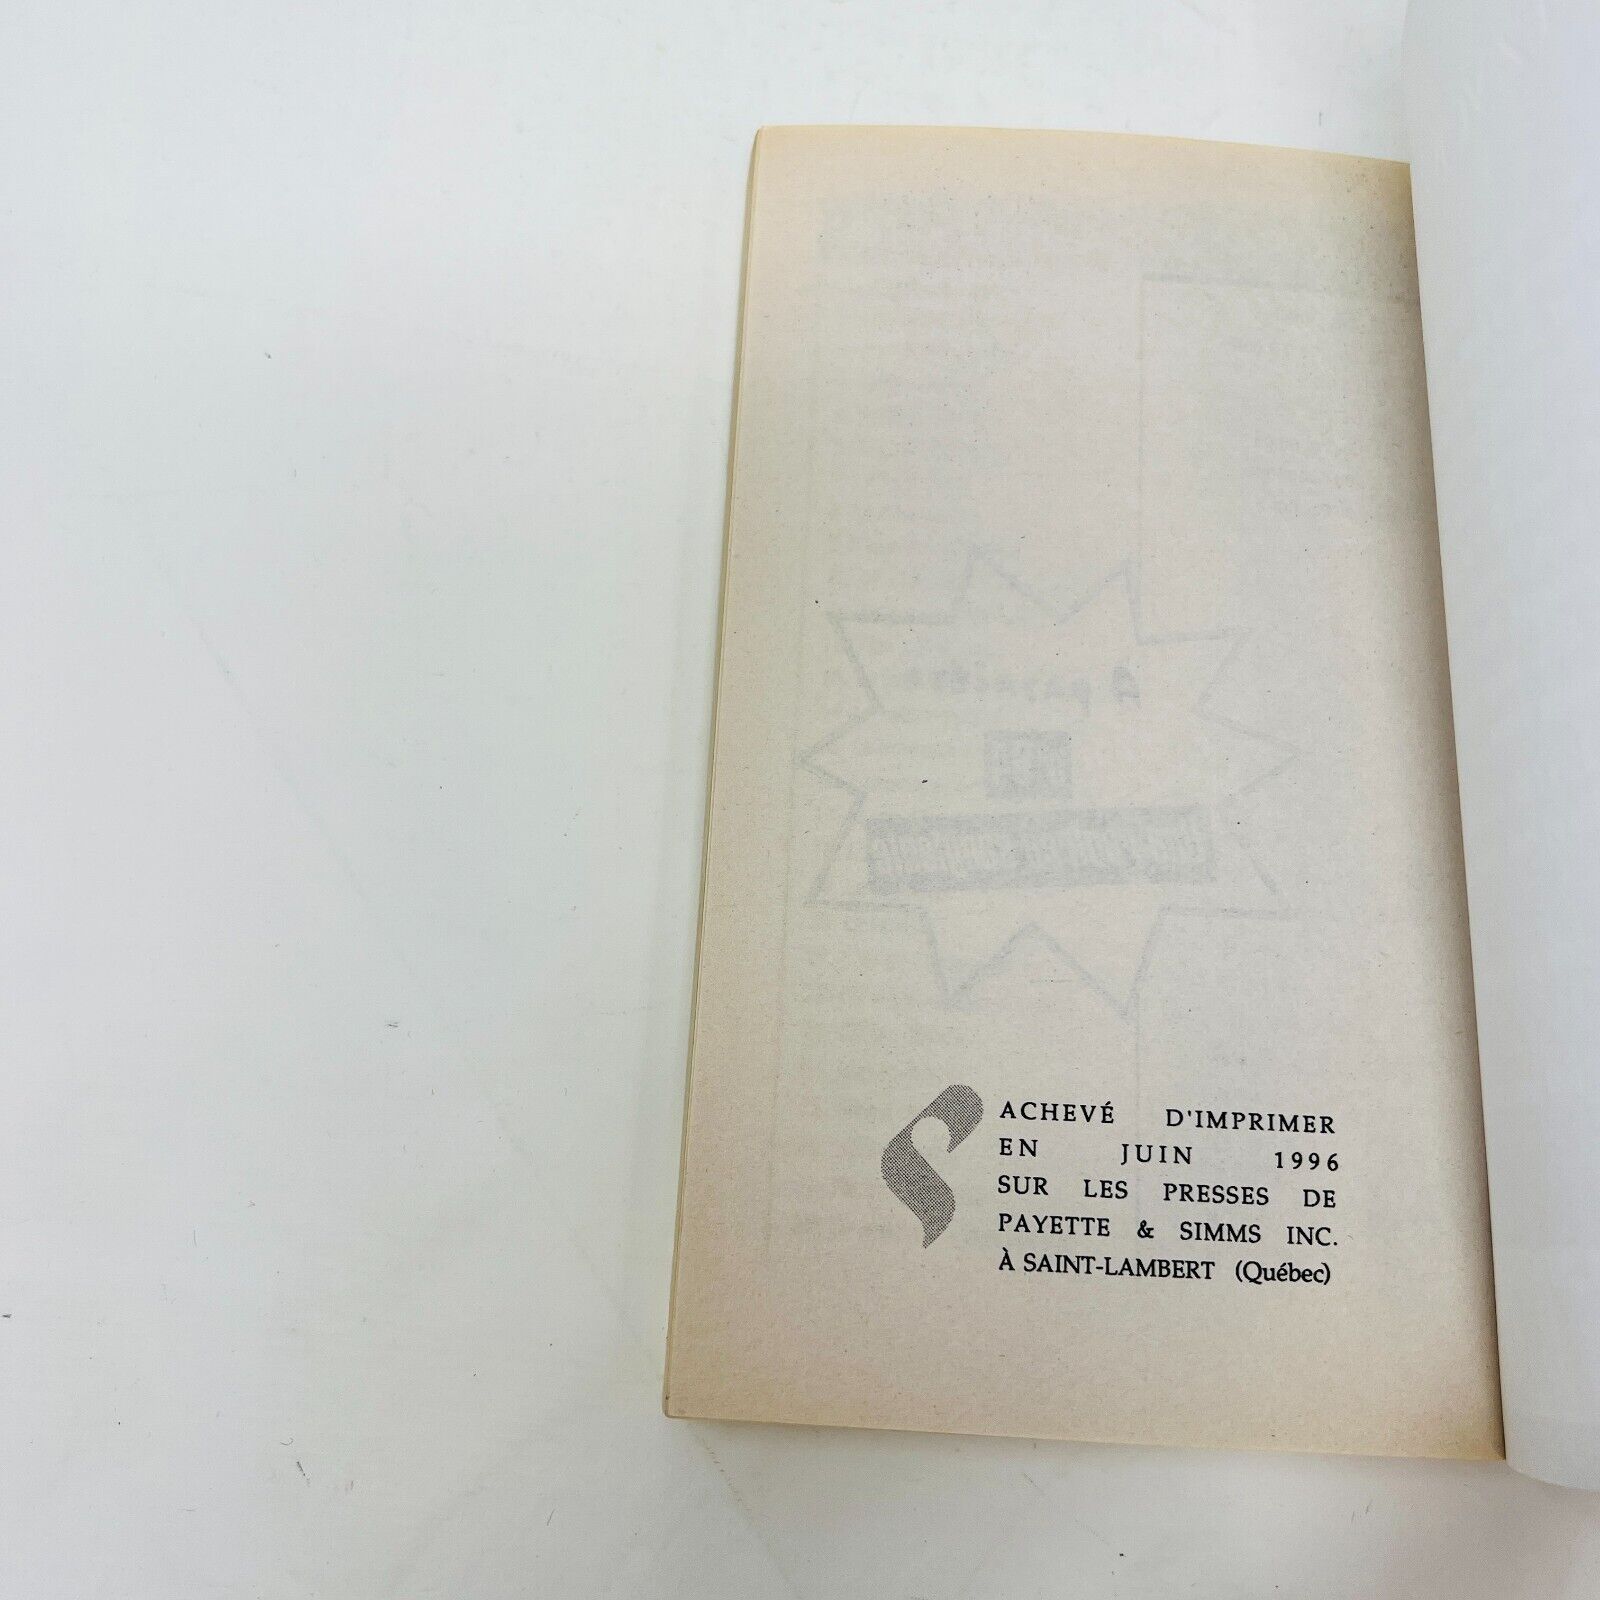 ACHEVÉ D'IMPRIMER
EN JUIN 1996
SUR LES PRESSES DE
PAYETTE & SIMMS INC.
À SAINT-LAMBERT (Québec)